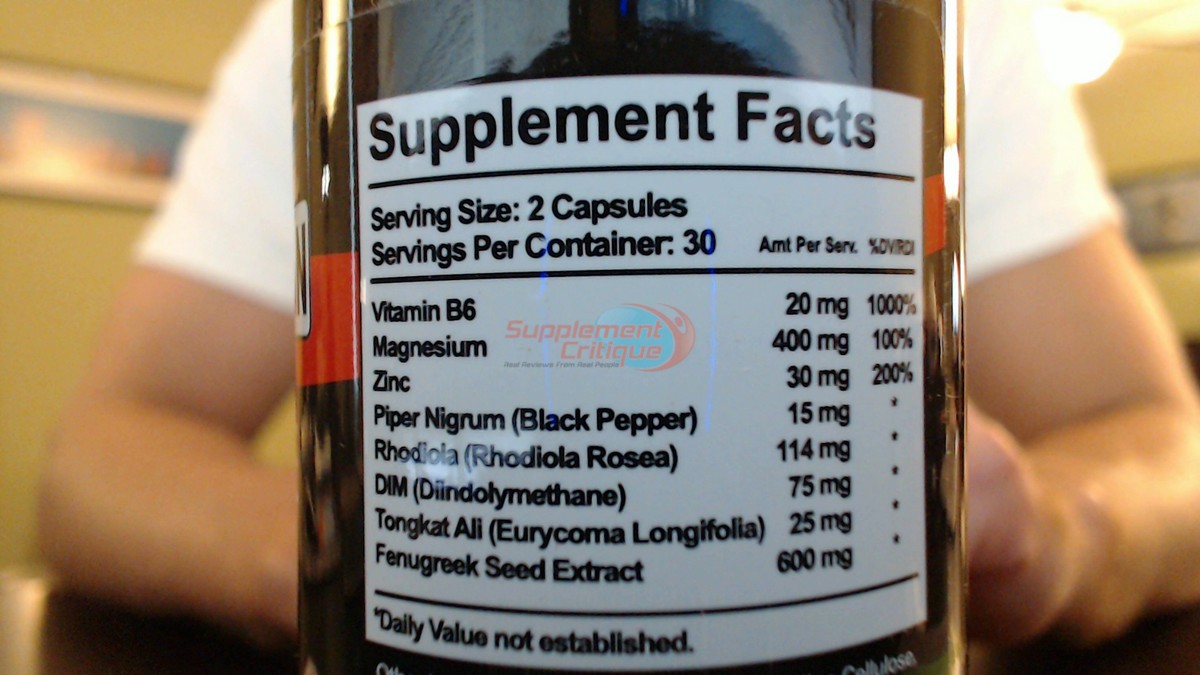 Supplement Facts
Serving Size: 2 Capsules
Servings Per Container: 30 Amt Per Serv. %DV/RDI
Vitamin B6 20 mg 1000%
Magnesium 400 mg 100%
Zinc 30 mg 200%
Piper Nigrum (Black Pepper) 15 mg *
Rhodiola (Rhodiola Rosea) 114 mg *
DIM (Diindolymethane) 75 mg *
Tongkat Ali (Eurycoma Longifolia) 25 mg *
Fenugreek Seed Extract 600 mg *
*Daily Value not established.
Cellulose,
Supplement
Critique
Real Reviews From Real People
N